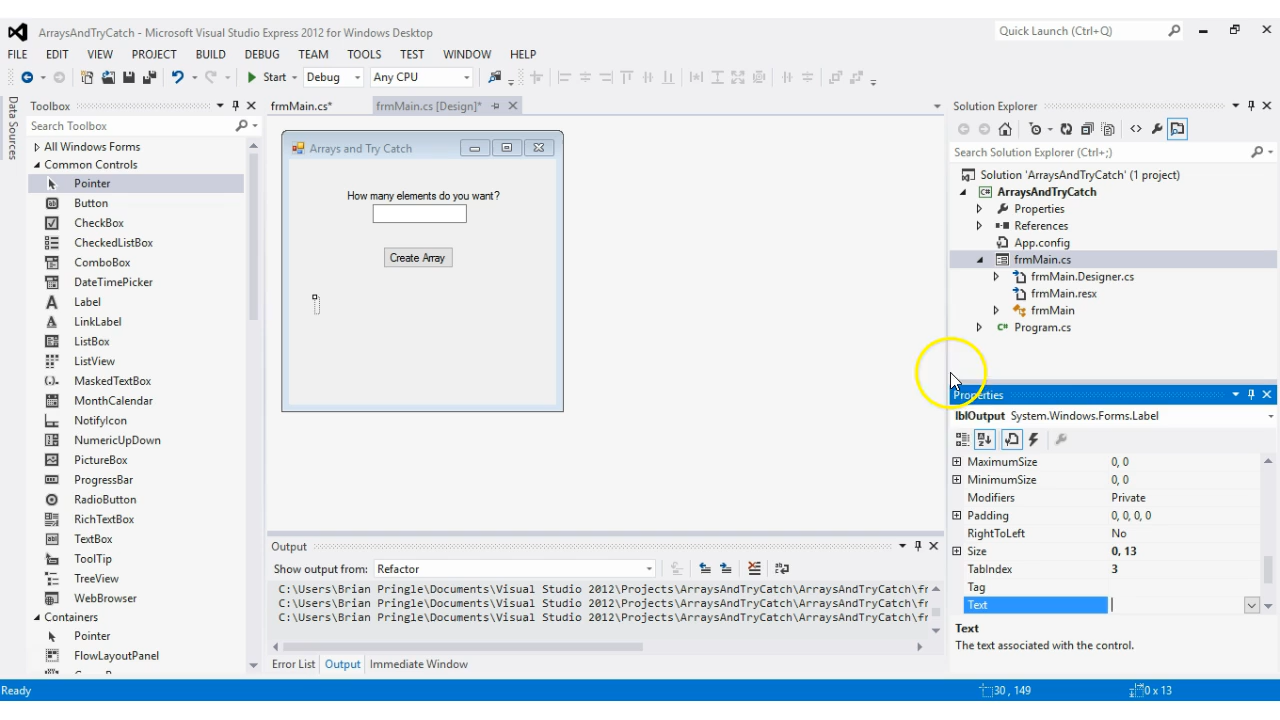 ArraysAndTryCatch - Microsoft Visual Studio Express 2012 for Windows Desktop
Quick Launch (Ctrl+Q)
FILE EDIT VIEW PROJECT BUILD DEBUG TEAM TOOLS TEST WINDOW HELP
Start Debug Any CPU
Data Sources
Toolbox
Search Toolbox
All Windows Forms
Common Controls
Pointer
Button
CheckBox
CheckedListBox
ComboBox
DateTimePicker
Label
LinkLabel
ListBox
ListView
MaskedTextBox
MonthCalendar
NotifyIcon
NumericUpDown
PictureBox
ProgressBar
RadioButton
RichTextBox
TextBox
ToolTip
TreeView
WebBrowser
Containers
Pointer
FlowLayoutPanel
frmMain.cs* frmMain.cs [Design]*
Arrays and Try Catch
How many elements do you want?
Create Array
Output
Show output from: Refactor
C:\Users\Brian Pringle\Documents\Visual Studio 2012\Projects\ArraysAndTryCatch\ArraysAndTryCatch\fr
C:\Users\Brian Pringle\Documents\Visual Studio 2012\Projects\ArraysAndTryCatch\ArraysAndTryCatch\fr
C:\Users\Brian Pringle\Documents\Visual Studio 2012\Projects\ArraysAndTryCatch\ArraysAndTryCatch\fr
Error List Output Immediate Window
Solution Explorer
Search Solution Explorer (Ctrl+;)
Solution 'ArraysAndTryCatch' (1 project)
ArraysAndTryCatch
Properties
References
App.config
frmMain.cs
frmMain.Designer.cs
frmMain.resx
frmMain
Program.cs
Properties
lblOutput System.Windows.Forms.Label
MaximumSize 0, 0
MinimumSize 0, 0
Modifiers Private
Padding 0, 0, 0, 0
RightToLeft No
Size 0, 13
TabIndex 3
Tag
Text
Text
The text associated with the control.
Ready
30 , 149
0 x 13